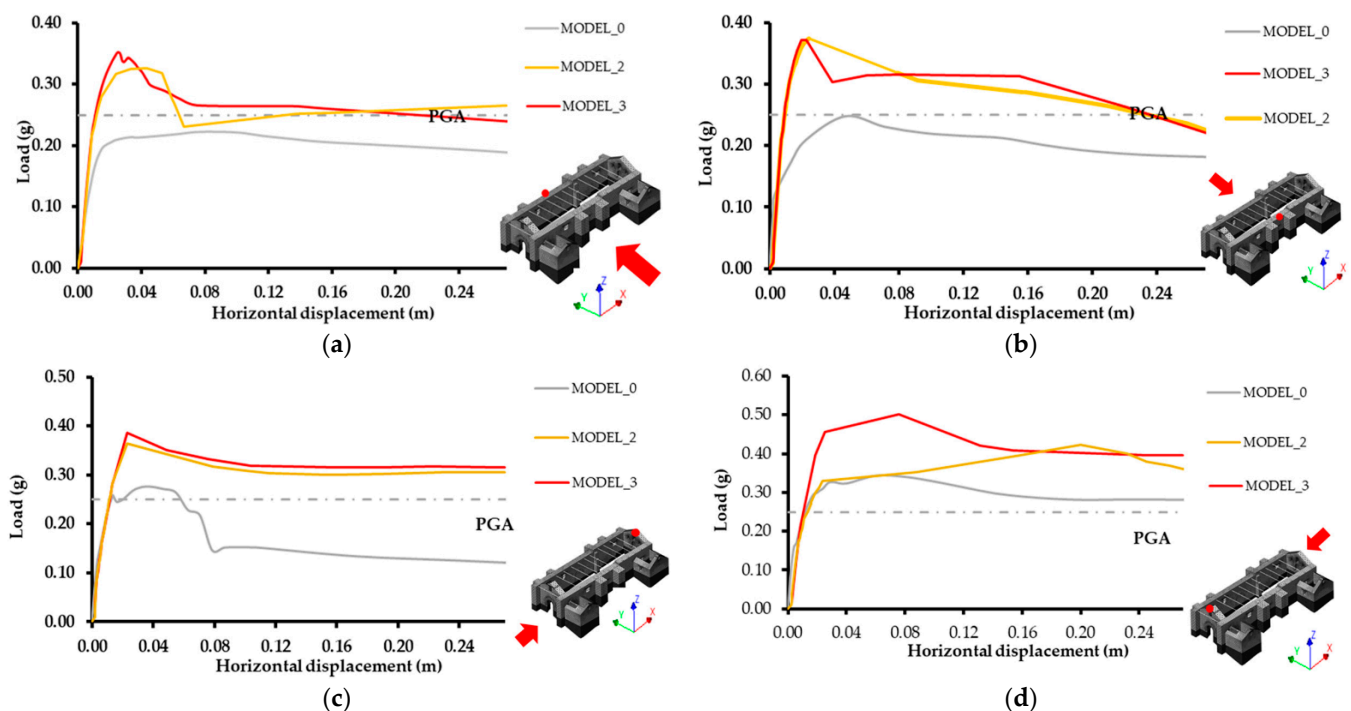 MODEL_0
MODEL_2
MODEL_3
0.30
0.20
0.10
0.00
Load (g)
PGA
0.00 0.04 0.08 0.12 0.16 0.20 0.24
Horizontal displacement (m)
Y Z X
(a)
MODEL_0
MODEL_3
MODEL_2
0.40
0.30
0.20
0.10
0.00
Load (g)
PGA
0.00 0.04 0.08 0.12 0.16 0.20 0.24
Horizontal displacement (m)
Y Z X
(b)
MODEL_0
MODEL_2
MODEL_3
0.50
0.40
0.30
0.20
0.10
0.00
Load (g)
PGA
0.00 0.04 0.08 0.12 0.16 0.20 0.24
Horizontal displacement (m)
Y Z X
(c)
MODEL_0
MODEL_2
MODEL_3
0.60
0.50
0.40
0.30
0.20
0.10
0.00
Load (g)
PGA
0.00 0.04 0.08 0.12 0.16 0.20 0.24
Horizontal displacement (m)
Y Z X
(d)